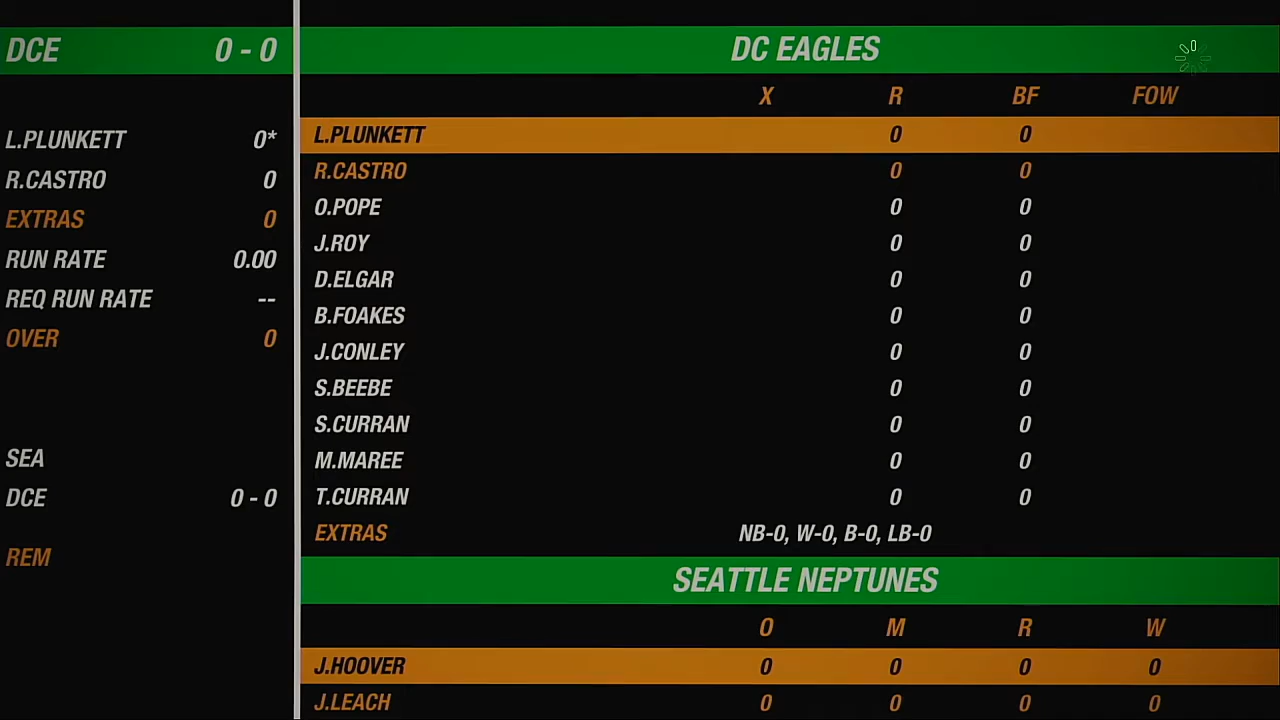 DCE 0 - 0
L.PLUNKETT 0*
R.CASTRO 0
EXTRAS 0
RUN RATE 0.00
REQ RUN RATE --
OVER 0
SEA
DCE 0 - 0
REM
DC EAGLES
X R BF FOW
L.PLUNKETT 0 0
R.CASTRO 0 0
O.POPE 0 0
J.ROY 0 0
D.ELGAR 0 0
B.FOAKES 0 0
J.CONLEY 0 0
S.BEEBE 0 0
S.CURRAN 0 0
M.MAREE 0 0
T.CURRAN 0 0
EXTRAS NB-0, W-0, B-0, LB-0
SEATTLE NEPTUNES
O M R W
J.HOOVER 0 0 0 0
J.LEACH 0 0 0 0